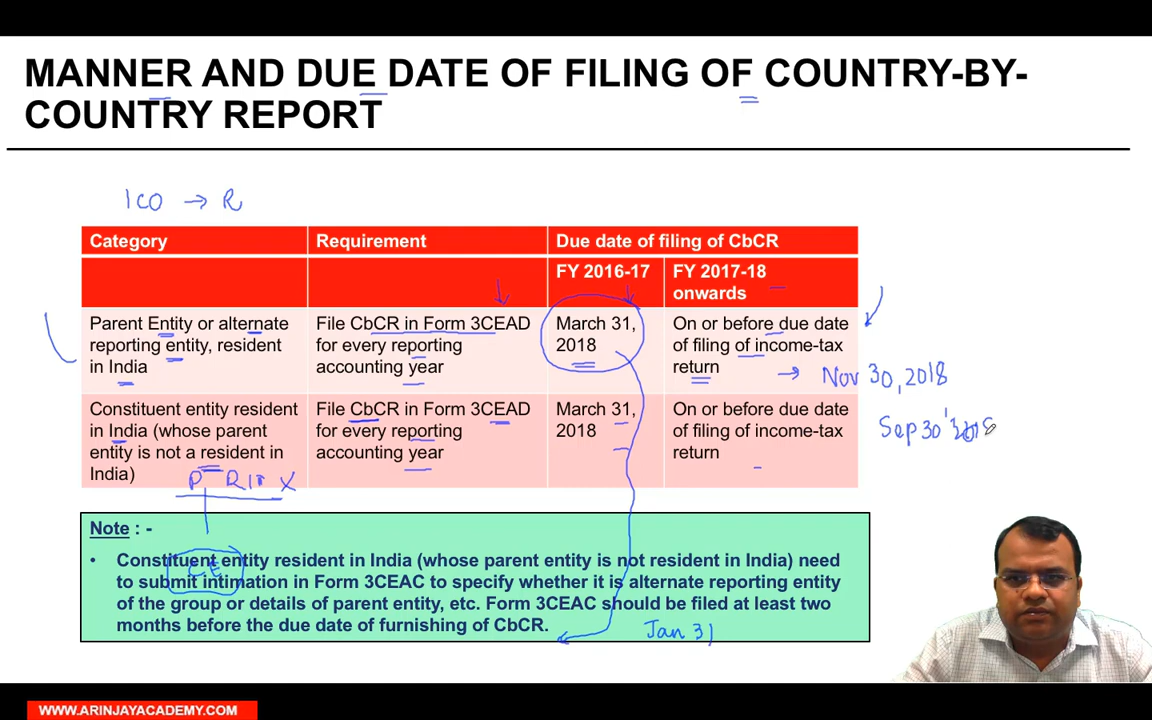 MANNER AND DUE DATE OF FILING OF COUNTRY-BY-
COUNTRY REPORT
ICO → R
Category
Requirement
Due date of filing of CbCR
FY 2016-17
FY 2017-18
onwards
Parent Entity or alternate
reporting entity, resident
in India
File CbCR in Form 3CEAD
for every reporting
accounting year
March 31,
2018
On or before due date
of filing of income-tax
return
→ Nov 30, 2018
Constituent entity resident
in India (whose parent
entity is not a resident in
India)
File CbCR in Form 3CEAD
for every reporting
accounting year
March 31,
2018
On or before due date
of filing of income-tax
return
Sep 30' 2018
P
X
CE
Note : -
• Constituent entity resident in India (whose parent entity is not resident in India) need
to submit intimation in Form 3CEAC to specify whether it is alternate reporting entity
of the group or details of parent entity, etc. Form 3CEAC should be filed at least two
months before the due date of furnishing of CbCR.
Jan 31
WWW.ARINJAYACADEMY.COM